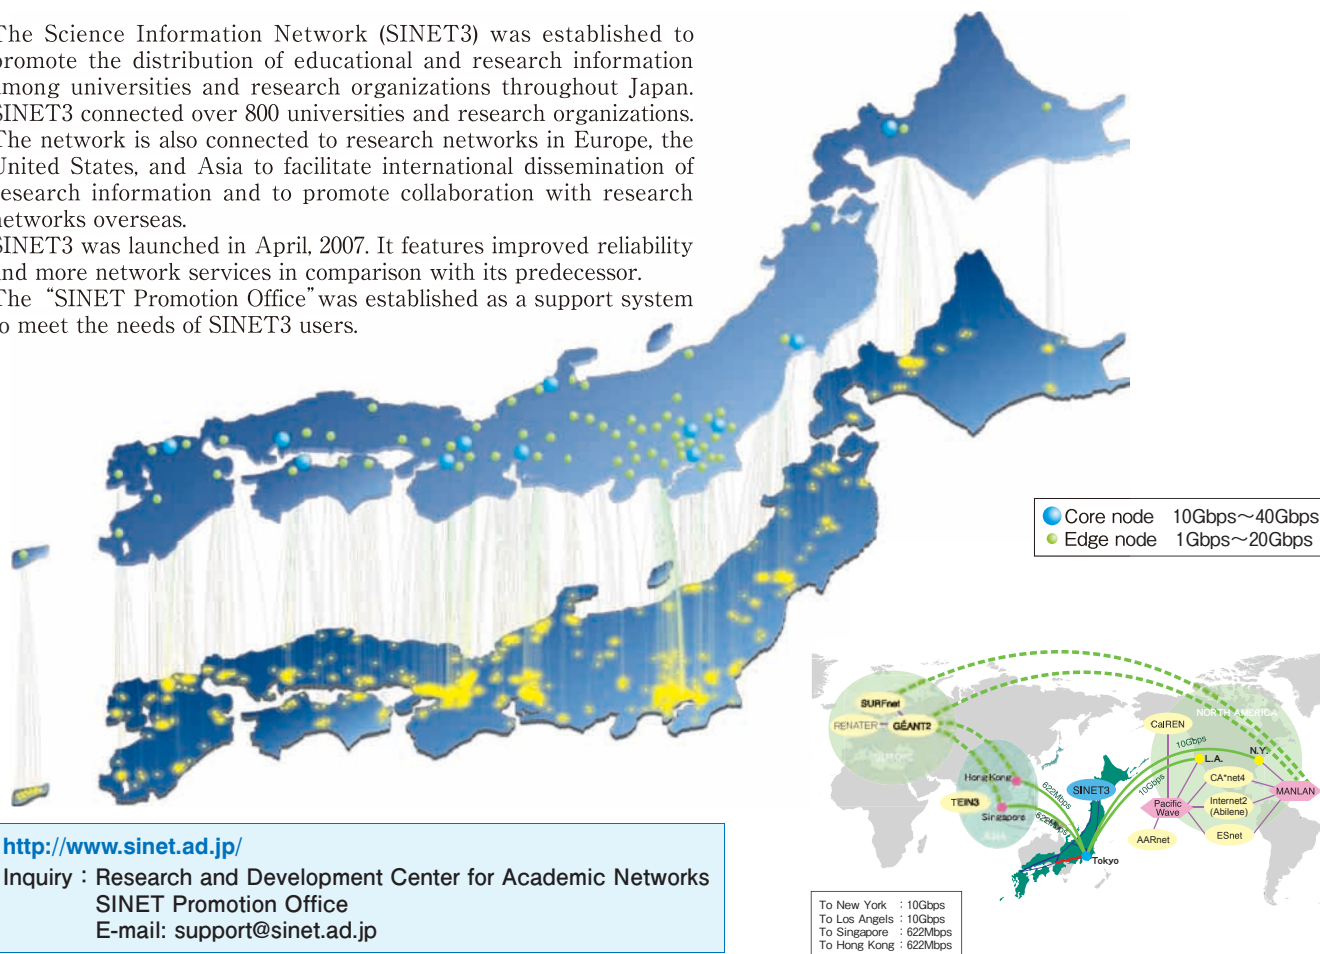 The Science Information Network (SINET3) was established to
promote the distribution of educational and research information
among universities and research organizations throughout Japan.
SINET3 connected over 800 universities and research organizations.
The network is also connected to research networks in Europe, the
United States, and Asia to facilitate international dissemination of
research information and to promote collaboration with research
networks overseas.
SINET3 was launched in April, 2007. It features improved reliability
and more network services in comparison with its predecessor.
The “SINET Promotion Office” was established as a support system
to meet the needs of SINET3 users.
Core node 10Gbps～40Gbps
Edge node 1Gbps～20Gbps
SURFnet
RENATER
GÉANT2
EUROPE
HongKong
TEIN3
Singapore
ASIA
622Mbps
622Mbps
SINET3
Tokyo
10Gbps
10Gbps
NORTH AMERICA
CalREN
L.A.
N.Y.
CA*net4
Pacific
Wave
Internet2
(Abilene)
MANLAN
AARnet
ESnet
To New York : 10Gbps
To Los Angels : 10Gbps
To Singapore : 622Mbps
To Hong Kong : 622Mbps
http://www.sinet.ad.jp/
Inquiry : Research and Development Center for Academic Networks
SINET Promotion Office
E-mail: support@sinet.ad.jp